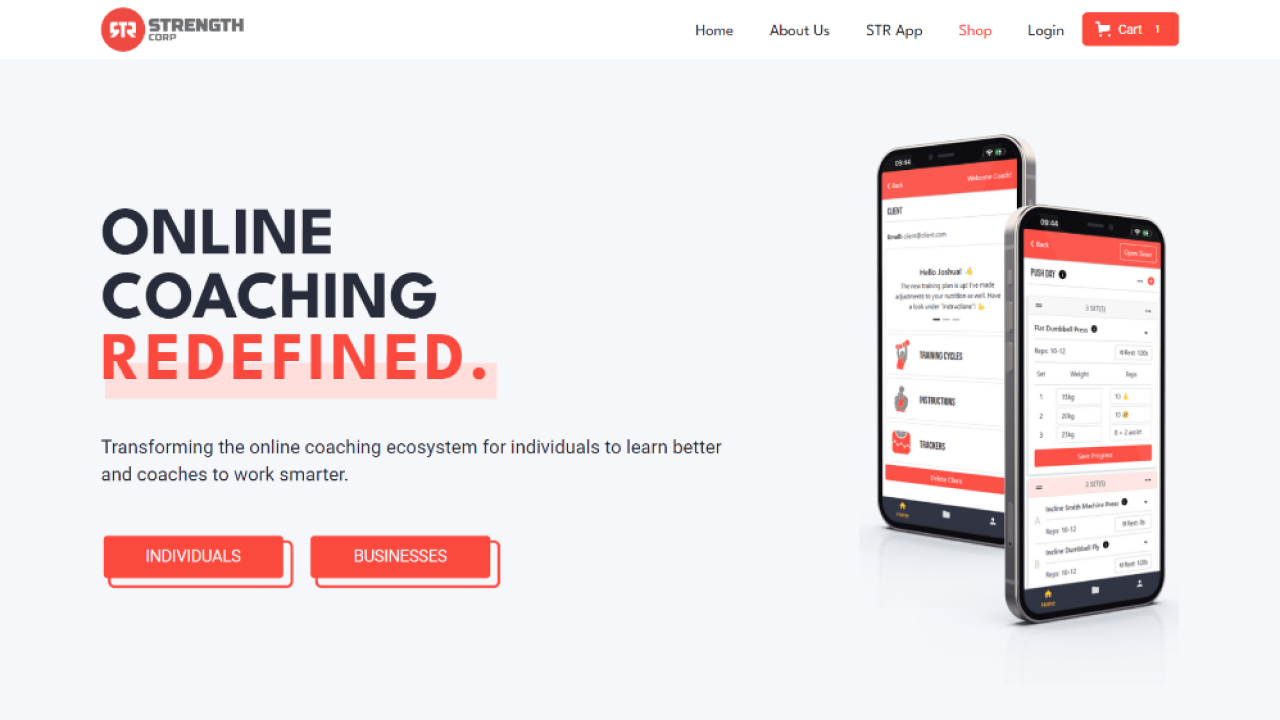 STR STRENGTH
CORP
Home About Us STR App Shop Login Cart 1
ONLINE
COACHING
REDEFINED.
Transforming the online coaching ecosystem for individuals to learn better
and coaches to work smarter.
INDIVIDUALS BUSINESSES
09:44
Back Welcome Coach!
CLIENT
Email: client@client.com
Hello Joshua! 👋
The new training plan is up! I've made
adjustments to your nutrition as well. Have
a look under "instructions"! 💪
TRAINING CYCLES
INSTRUCTIONS
TRACKERS
Delete Client
Home
09:44
Back Open Timer
PUSH DAY
3 SET(S)
Flat Dumbbell Press
Reps: 10-12 Rest: 120s
Set Weight Reps
1 15kg 10 👍
2 20kg 10
3 25kg 8 + 2 assist
Save Progress
3 SET(S)
A Incline Smith Machine Press
Reps: 10-12 Rest: 0s
B Incline Dumbbell Fly
Reps: 10-12 Rest: 120s
Home